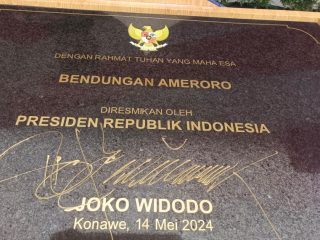 DENGAN RAHMAT TUHAN YANG MAHA ESA
BENDUNGAN AMERORO
DIRESMIKAN OLEH
PRESIDEN REPUBLIK INDONESIA
JOKO WIDODO
Konawe, 14 Mei 2024